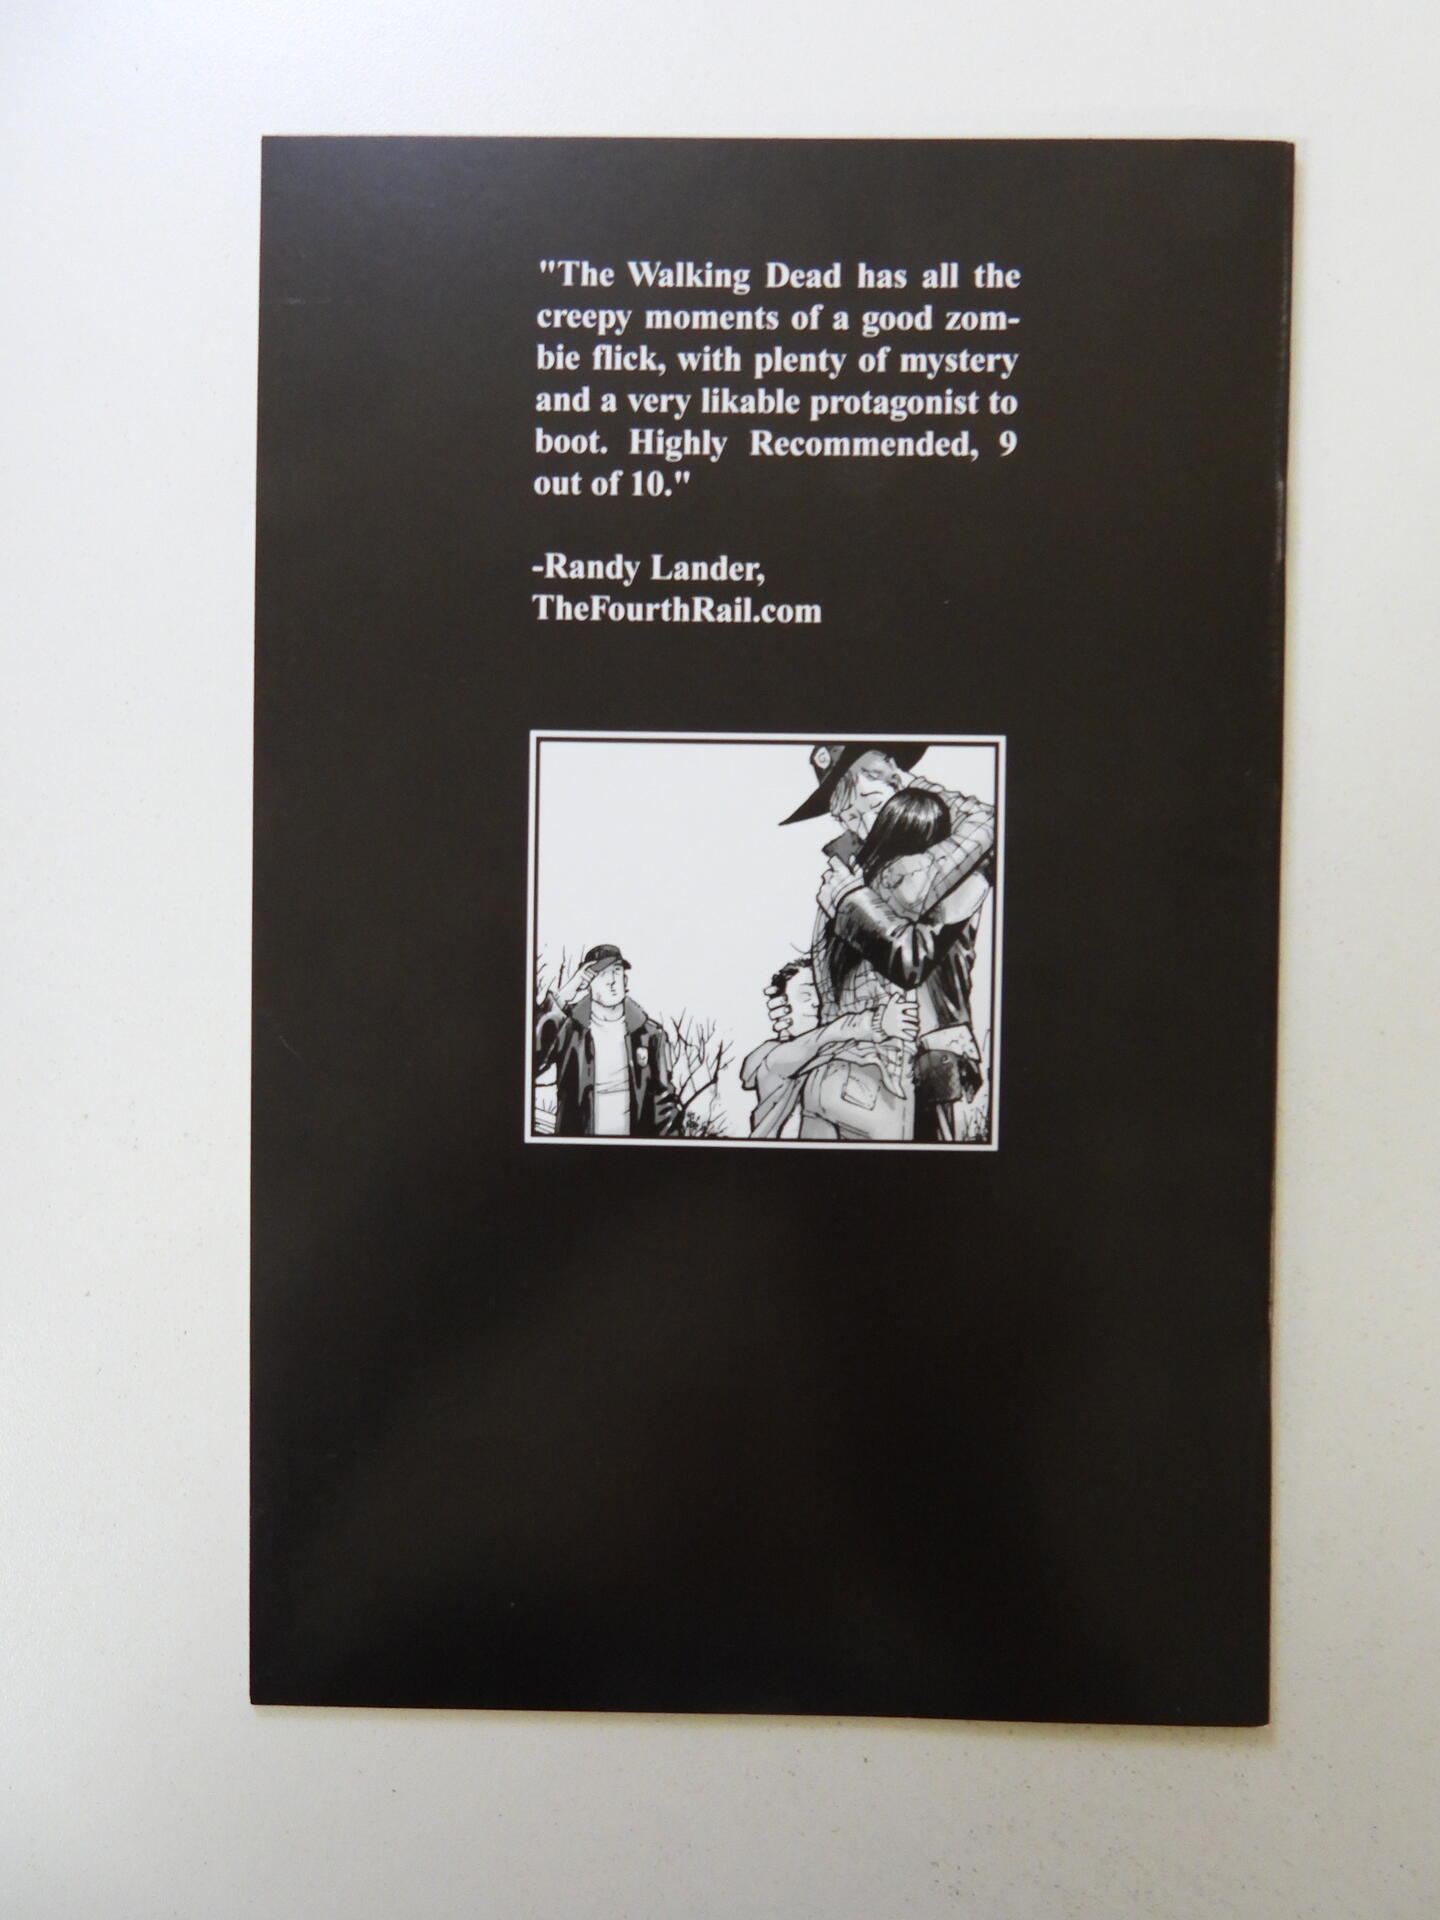 "The Walking Dead has all the
creepy moments of a good zom-
bie flick, with plenty of mystery
and a very likable protagonist to
boot. Highly Recommended, 9
out of 10."
-Randy Lander,
TheFourthRail.com